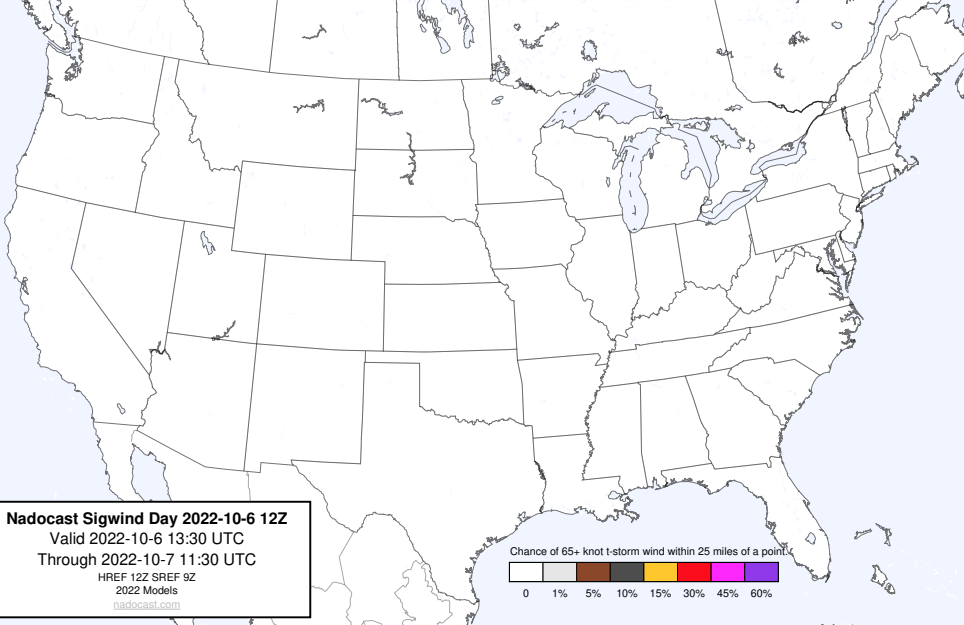 Nadocast Sigwind Day 2022-10-6 12Z
Valid 2022-10-6 13:30 UTC
Through 2022-10-7 11:30 UTC
HREF 12Z SREF 9Z
2022 Models
nadocast.com
Chance of 65+ knot t-storm wind within 25 miles of a point.
0 1% 5% 10% 15% 30% 45% 60%